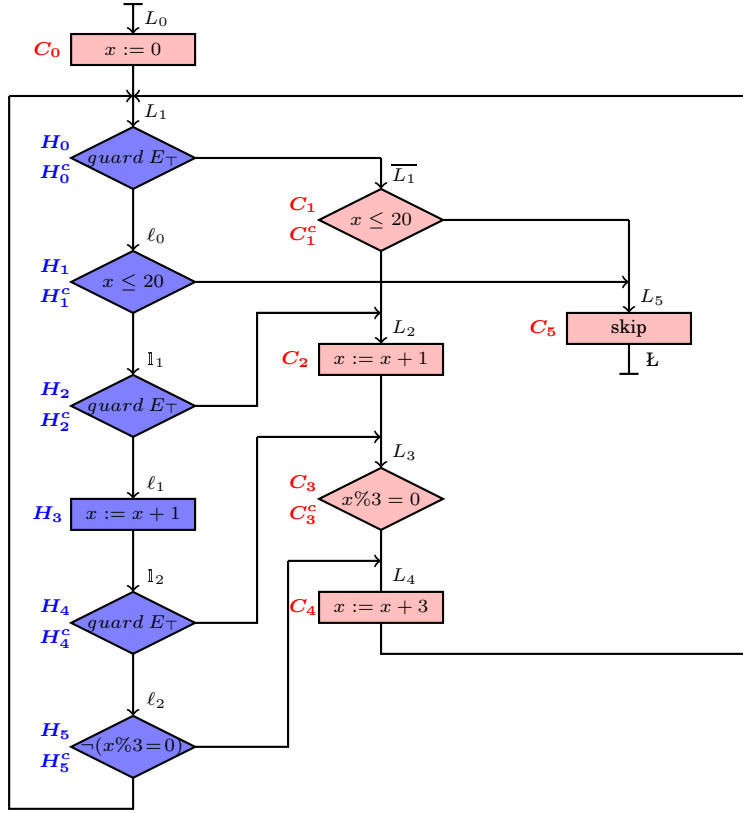 L₀
C₀ x := 0
L₁
H₀ H₀ᶜ guard E⊤
L̅₁̅
C₁ C₁ᶜ x ≤ 20
ℓ₀
H₁ H₁ᶜ x ≤ 20
L₅
C₅ skip
Ł
L₂
C₂ x := x + 1
𝕝₁
H₂ H₂ᶜ guard E⊤
L₃
C₃ C₃ᶜ x%3 = 0
ℓ₁
H₃ x := x + 1
𝕝₂
L₄
C₄ x := x + 3
H₄ H₄ᶜ guard E⊤
ℓ₂
H₅ H₅ᶜ ¬(x%3 = 0)